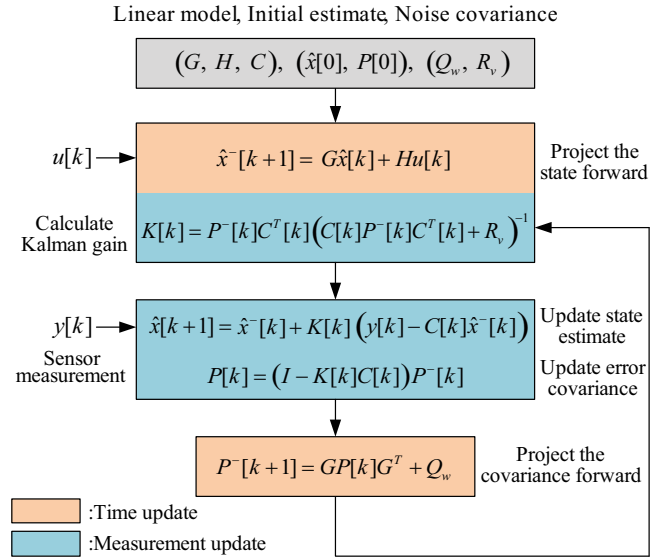 Linear model, Initial estimate, Noise covariance
(G, H, C), (x̂[0], P[0]), (Q_w, R_v)
u[k]
x̂⁻[k+1] = Gx̂[k] + Hu[k]
Project the
state forward
Calculate
Kalman gain
K[k] = P⁻[k]C^T[k](C[k]P⁻[k]C^T[k] + R_v)^−1
y[k]
Sensor
measurement
x̂[k+1] = x̂⁻[k] + K[k](y[k] − C[k]x̂⁻[k])
Update state
estimate
P[k] = (I − K[k]C[k])P⁻[k]
Update error
covariance
P⁻[k+1] = GP[k]G^T + Q_w
Project the
covariance forward
:Time update
:Measurement update